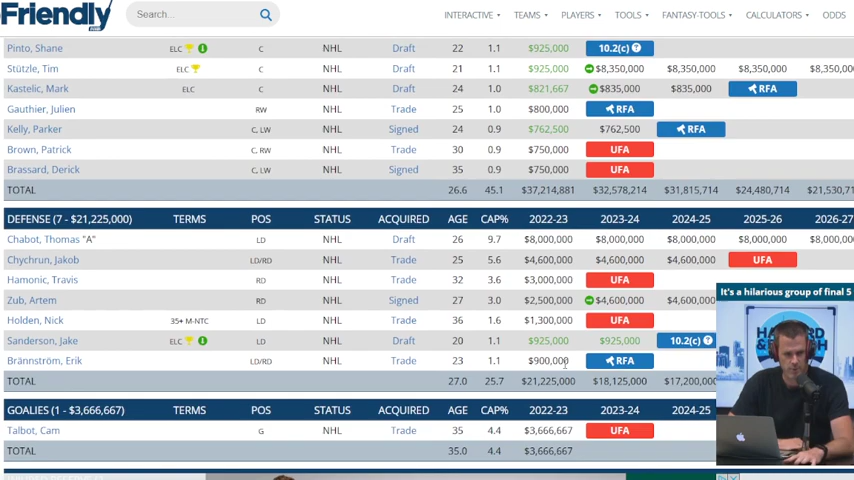 Friendly Search... INTERACTIVE TEAMS PLAYERS TOOLS FANTASY-TOOLS CALCULATORS ODDS
Pinto, Shane ELC C NHL Draft 22 1.1 $925,000 10.2(c)
Stützle, Tim ELC C NHL Draft 21 1.1 $925,000 $8,350,000 $8,350,000 $8,350,000 $8,350,00
Kastelic, Mark ELC C NHL Draft 24 1.0 $821,667 $835,000 $835,000 RFA
Gauthier, Julien RW NHL Trade 25 1.0 $800,000 RFA
Kelly, Parker C, LW NHL Signed 24 0.9 $762,500 $762,500 RFA
Brown, Patrick C, RW NHL Trade 30 0.9 $750,000 UFA
Brassard, Derick C, LW NHL Signed 35 0.9 $750,000 UFA
TOTAL 26.6 45.1 $37,214,881 $32,578,214 $31,815,714 $24,480,714 $21,530,7
DEFENSE (7 - $21,225,000) TERMS POS STATUS ACQUIRED AGE CAP% 2022-23 2023-24 2024-25 2025-26 2026-27
Chabot, Thomas "A" LD NHL Draft 26 9.7 $8,000,000 $8,000,000 $8,000,000 $8,000,000 $8,000,00
Chychrun, Jakob LD/RD NHL Trade 25 5.6 $4,600,000 $4,600,000 $4,600,000 UFA
Hamonic, Travis RD NHL Trade 32 3.6 $3,000,000 UFA
Zub, Artem RD NHL Signed 27 3.0 $2,500,000 $4,600,000 $4,600,000
Holden, Nick 35+ M-NTC LD NHL Trade 36 1.6 $1,300,000 UFA
Sanderson, Jake ELC LD NHL Draft 20 1.1 $925,000 $925,000 10.2(c)
Brännström, Erik LD/RD NHL Trade 23 1.1 $900,000 RFA
TOTAL 27.0 25.7 $21,225,000 $18,125,000 $17,200,000
GOALIES (1 - $3,666,667) TERMS POS STATUS ACQUIRED AGE CAP% 2022-23 2023-24 2024-25
Talbot, Cam G NHL Trade 35 4.4 $3,666,667 UFA
TOTAL 35.0 4.4 $3,666,667
It's a hilarious group of final 5